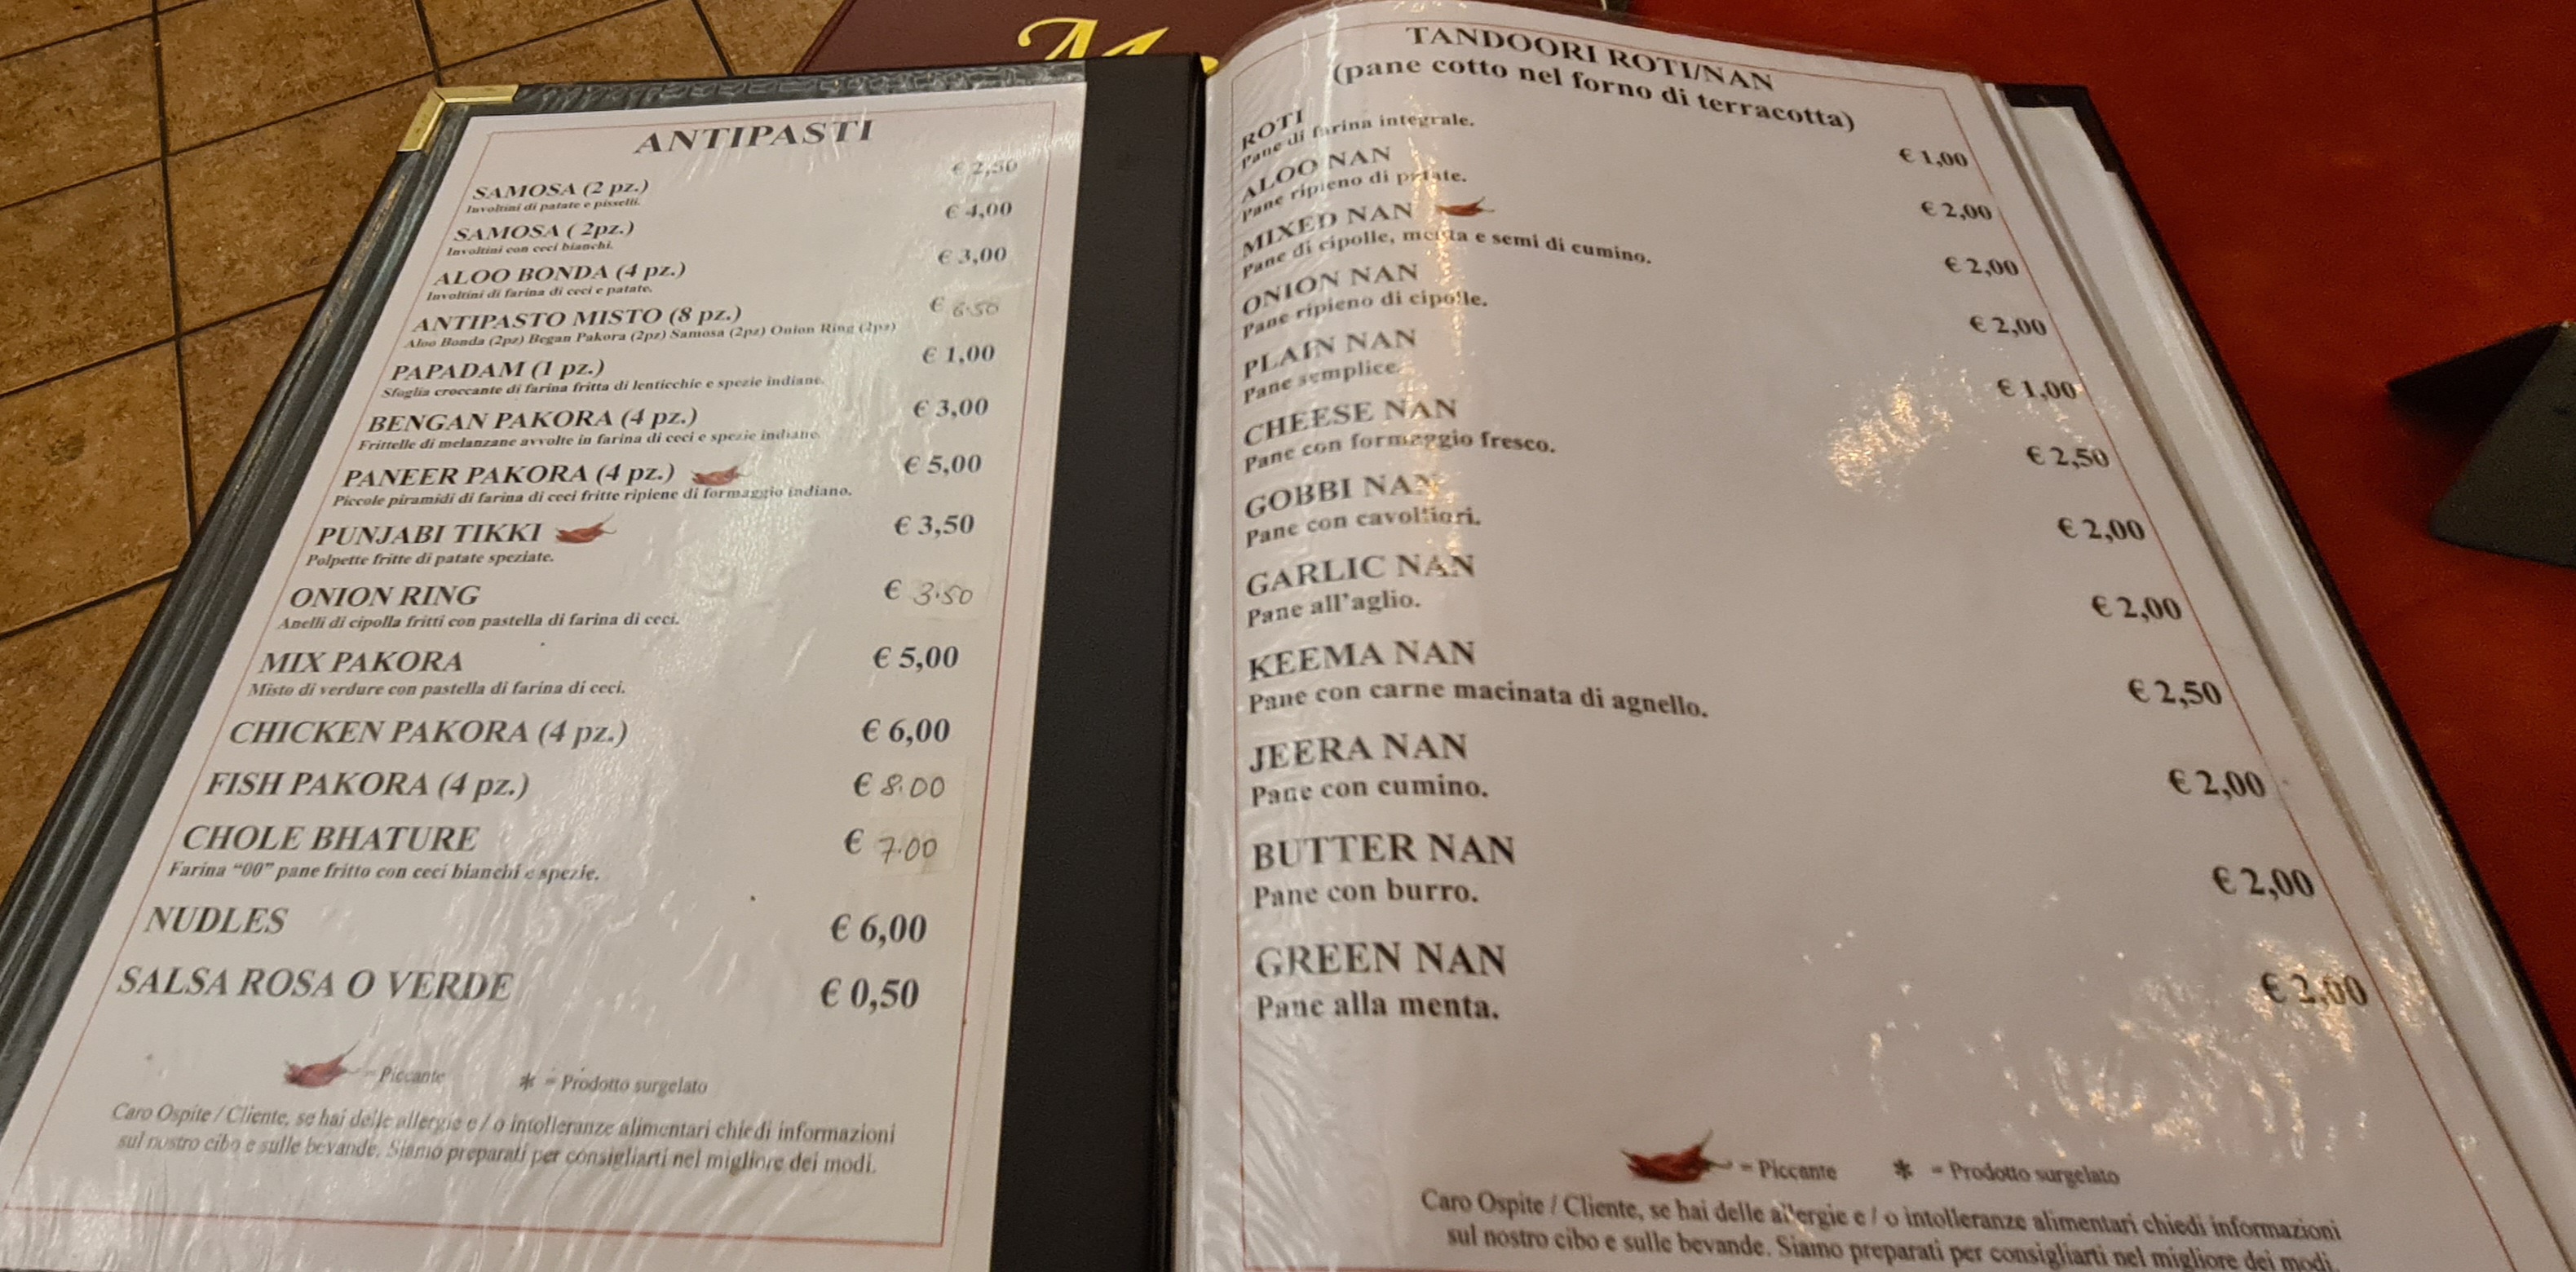 ANTIPASTI
SAMOSA (2 pz.) € 2,50
Involtini di patate e piselli.
SAMOSA ( 2pz.) € 4,00
Involtini con ceci bianchi.
ALOO BONDA (4 pz.) € 3,00
Involtini di farina di ceci e patate.
ANTIPASTO MISTO (8 pz.) € 6.50
Aloo Bonda (2pz) Began Pakora (2pz) Samosa (2pz) Onion Ring (2pz)
PAPADAM (1 pz.) € 1,00
Sfoglia croccante di farina fritta di lenticchie e spezie indiane.
BENGAN PAKORA (4 pz.) € 3,00
Frittelle di melanzane avvolte in farina di ceci e spezie indiane.
PANEER PAKORA (4 pz.) € 5,00
Piccole piramidi di farina di ceci fritte ripiene di formaggio indiano.
PUNJABI TIKKI € 3,50
Polpette fritte di patate speziate.
ONION RING € 3.50
Anelli di cipolla fritti con pastella di farina di ceci.
MIX PAKORA € 5,00
Misto di verdure con pastella di farina di ceci.
CHICKEN PAKORA (4 pz.) € 6,00
FISH PAKORA (4 pz.) € 8.00
CHOLE BHATURE € 7.00
Farina “00” pane fritto con ceci bianchi e spezie.
NUDLES € 6,00
SALSA ROSA O VERDE € 0,50
= Piccante * = Prodotto surgelato
Caro Ospite / Cliente, se hai delle allergie e / o intolleranze alimentari chiedi informazioni
sul nostro cibo e sulle bevande. Siamo preparati per consigliarti nel migliore dei modi.
TANDOORI ROTI/NAN
(pane cotto nel forno di terracotta)
ROTI € 1,00
Pane di farina integrale.
ALOO NAN € 2,00
Pane ripieno di patate.
MIXED NAN € 2,00
Pane di cipolle, menta e semi di cumino.
ONION NAN € 2,00
Pane ripieno di cipolle.
PLAIN NAN € 1,00
Pane semplice.
CHEESE NAN € 2,50
Pane con formaggio fresco.
GOBBI NAN € 2,00
Pane con cavolfiori.
GARLIC NAN € 2,00
Pane all’aglio.
KEEMA NAN € 2,50
Pane con carne macinata di agnello.
JEERA NAN € 2,00
Pane con cumino.
BUTTER NAN € 2,00
Pane con burro.
GREEN NAN € 2,00
Pane alla menta.
= Piccante * = Prodotto surgelato
Caro Ospite / Cliente, se hai delle allergie e / o intolleranze alimentari chiedi informazioni
sul nostro cibo e sulle bevande. Siamo preparati per consigliarti nel migliore dei modi.